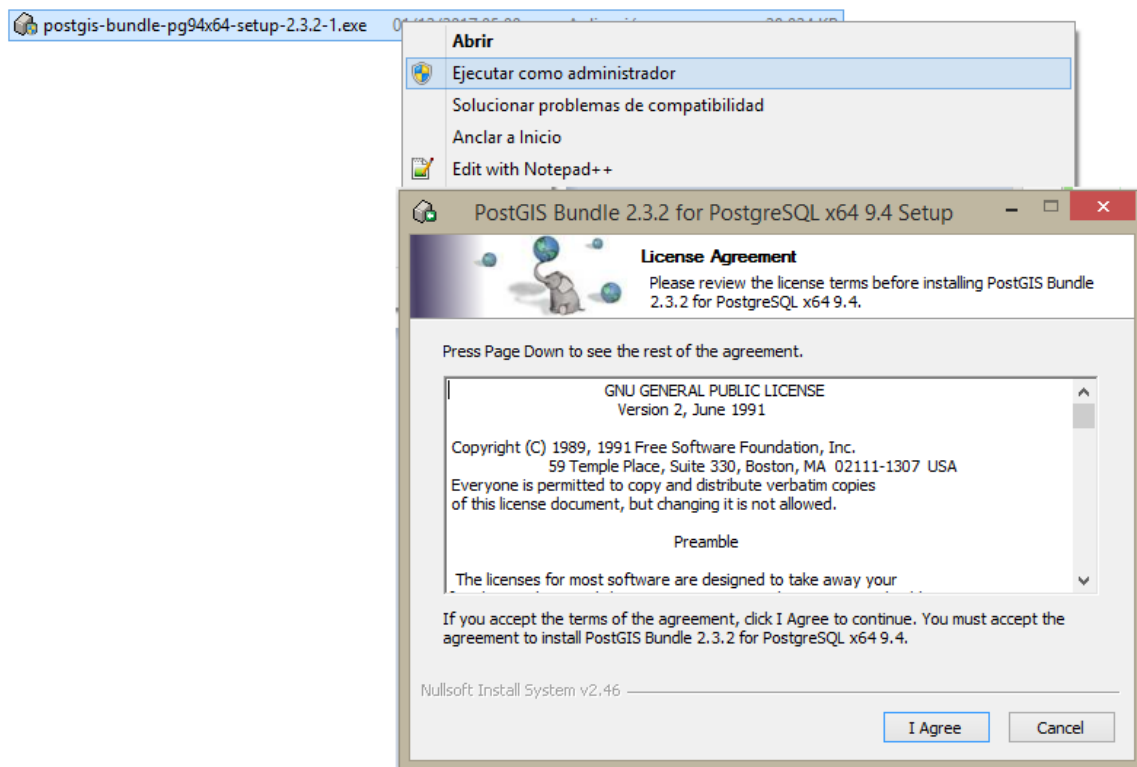 postgis-bundle-pg94x64-setup-2.3.2-1.exe
Abrir
Ejecutar como administrador
Solucionar problemas de compatibilidad
Anclar a Inicio
Edit with Notepad++
PostGIS Bundle 2.3.2 for PostgreSQL x64 9.4 Setup
License Agreement
Please review the license terms before installing PostGIS Bundle
2.3.2 for PostgreSQL x64 9.4.
Press Page Down to see the rest of the agreement.
GNU GENERAL PUBLIC LICENSE
Version 2, June 1991
Copyright (C) 1989, 1991 Free Software Foundation, Inc.
59 Temple Place, Suite 330, Boston, MA 02111-1307 USA
Everyone is permitted to copy and distribute verbatim copies
of this license document, but changing it is not allowed.
Preamble
The licenses for most software are designed to take away your
If you accept the terms of the agreement, click I Agree to continue. You must accept the
agreement to install PostGIS Bundle 2.3.2 for PostgreSQL x64 9.4.
Nullsoft Install System v2.46
I Agree
Cancel